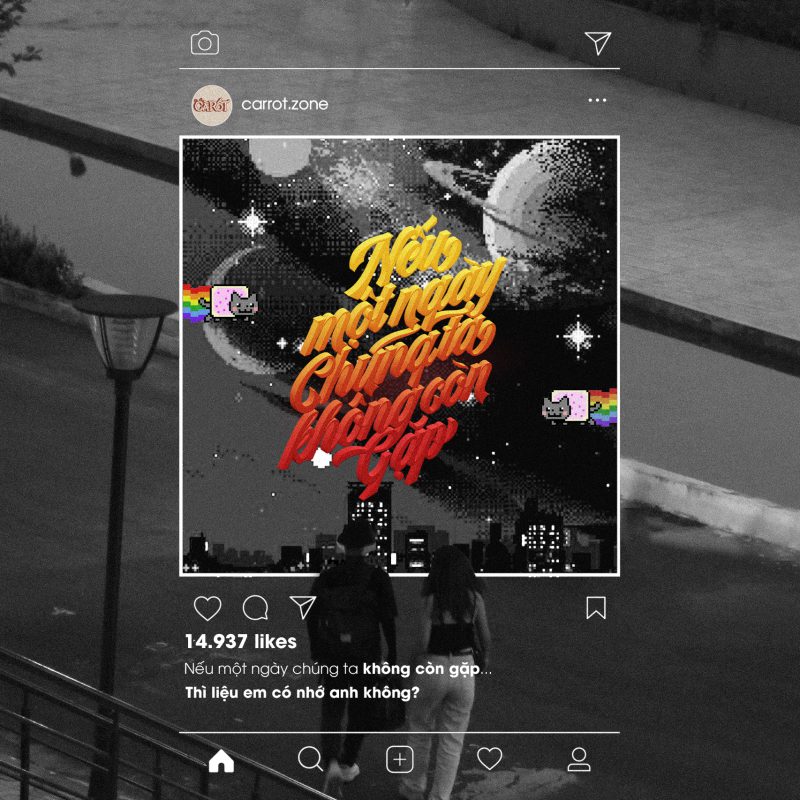 CARROT
carrot.zone
Nếu
một ngày
Chúng ta
không còn
Gặp
14.937 likes
Nếu một ngày chúng ta không còn gặp...
Thì liệu em có nhớ anh không?